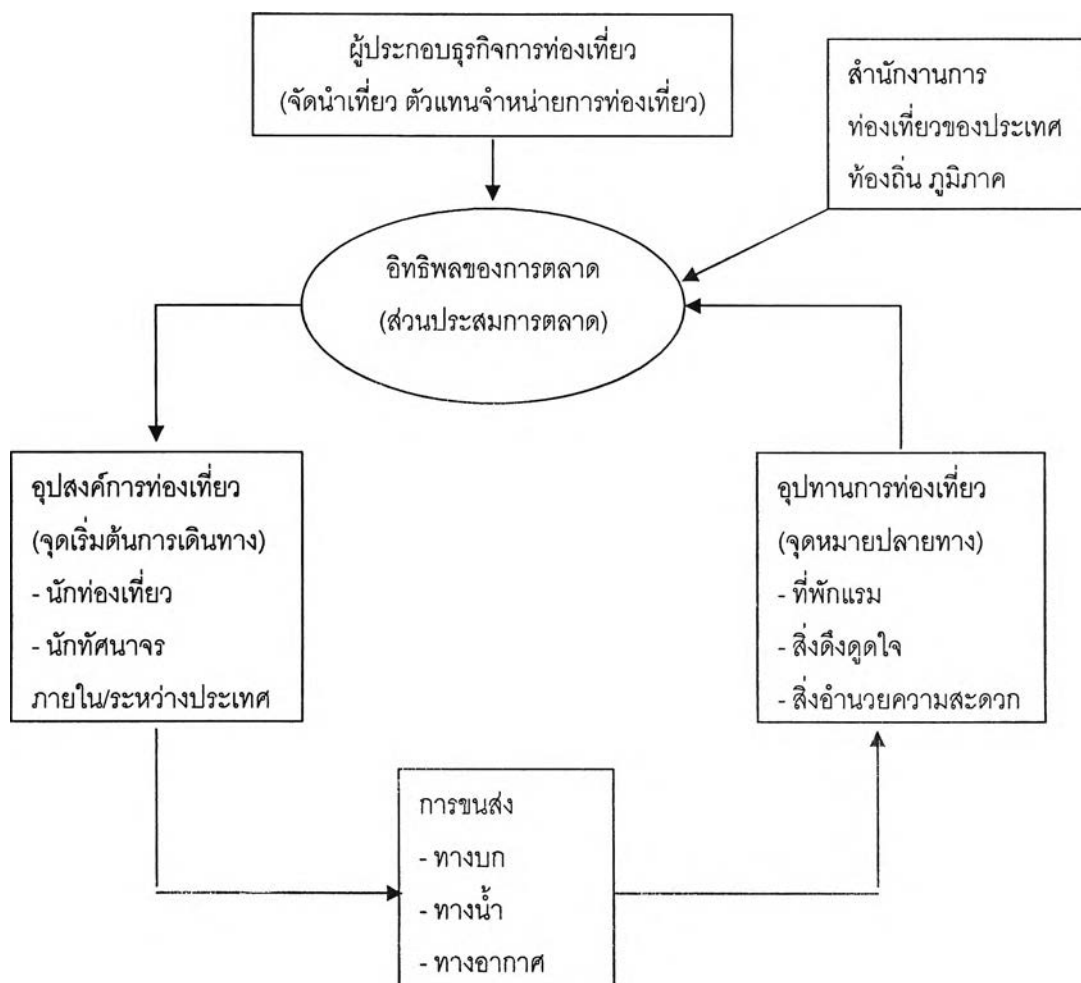 ผู้ประกอบธุรกิจการท่องเที่ยว
(จัดนำเที่ยว ตัวแทนจำหน่ายการท่องเที่ยว)
สำนักงานการ
ท่องเที่ยวของประเทศ
ท้องถิ่น ภูมิภาค
อิทธิพลของการตลาด
(ส่วนประสมการตลาด)
อุปสงค์การท่องเที่ยว
(จุดเริ่มต้นการเดินทาง)
- นักท่องเที่ยว
- นักทัศนาจร
ภายใน/ระหว่างประเทศ
อุปทานการท่องเที่ยว
(จุดหมายปลายทาง)
- ที่พักแรม
- สิ่งดึงดูดใจ
- สิ่งอำนวยความสะดวก
การขนส่ง
- ทางบก
- ทางน้ำ
- ทางอากาศ